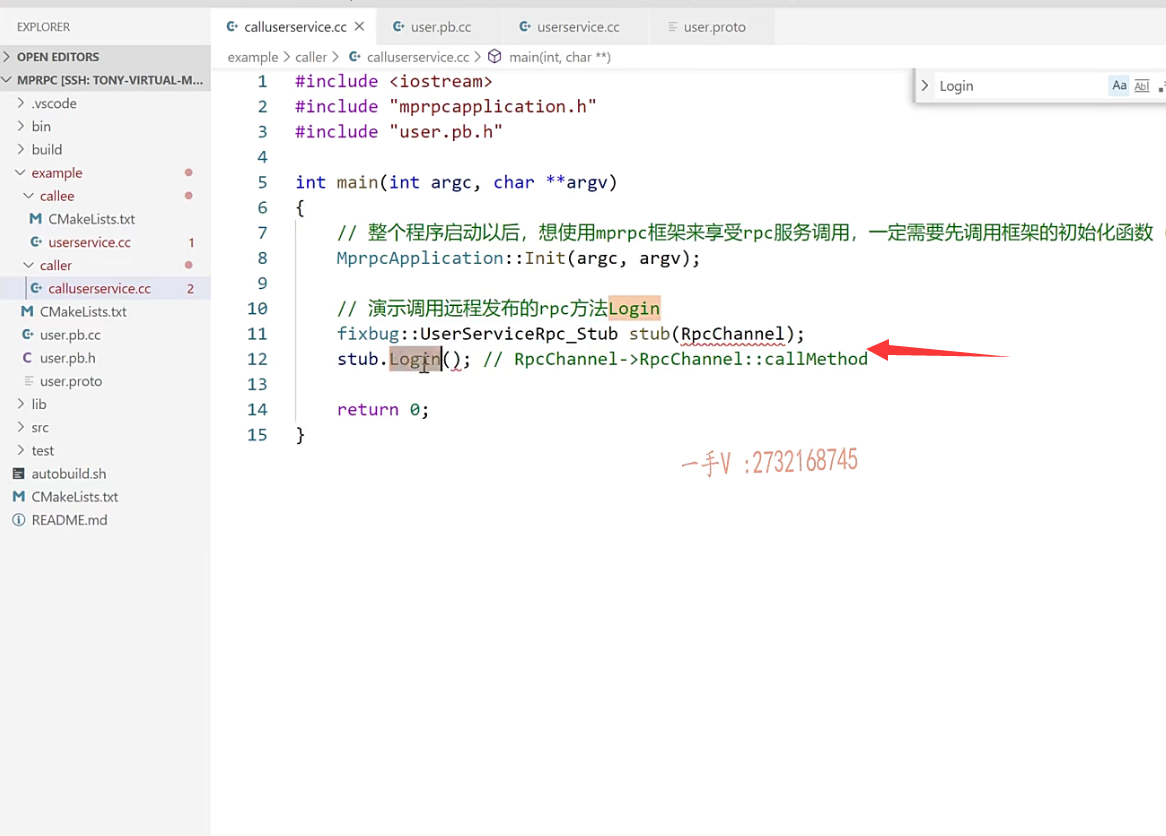 EXPLORER
OPEN EDITORS
MPRPC [SSH: TONY-VIRTUAL-M...
.vscode
bin
build
example
callee
CMakeLists.txt
userservice.cc 1
caller
calluserservice.cc 2
CMakeLists.txt
user.pb.cc
user.pb.h
user.proto
lib
src
test
autobuild.sh
CMakeLists.txt
README.md
calluserservice.cc user.pb.cc userservice.cc user.proto
example > caller > calluserservice.cc > main(int, char **)
Login Aa Abl
1 #include <iostream>
2 #include "mprpcapplication.h"
3 #include "user.pb.h"
4
5 int main(int argc, char **argv)
6 {
7 // 整个程序启动以后，想使用mprpc框架来享受rpc服务调用，一定需要先调用框架的初始化函数（
8 MprpcApplication::Init(argc, argv);
9
10 // 演示调用远程发布的rpc方法Login
11 fixbug::UserServiceRpc_Stub stub(RpcChannel);
12 stub.Login(); // RpcChannel->RpcChannel::callMethod
13
14 return 0;
15 }
一手V :2732168745